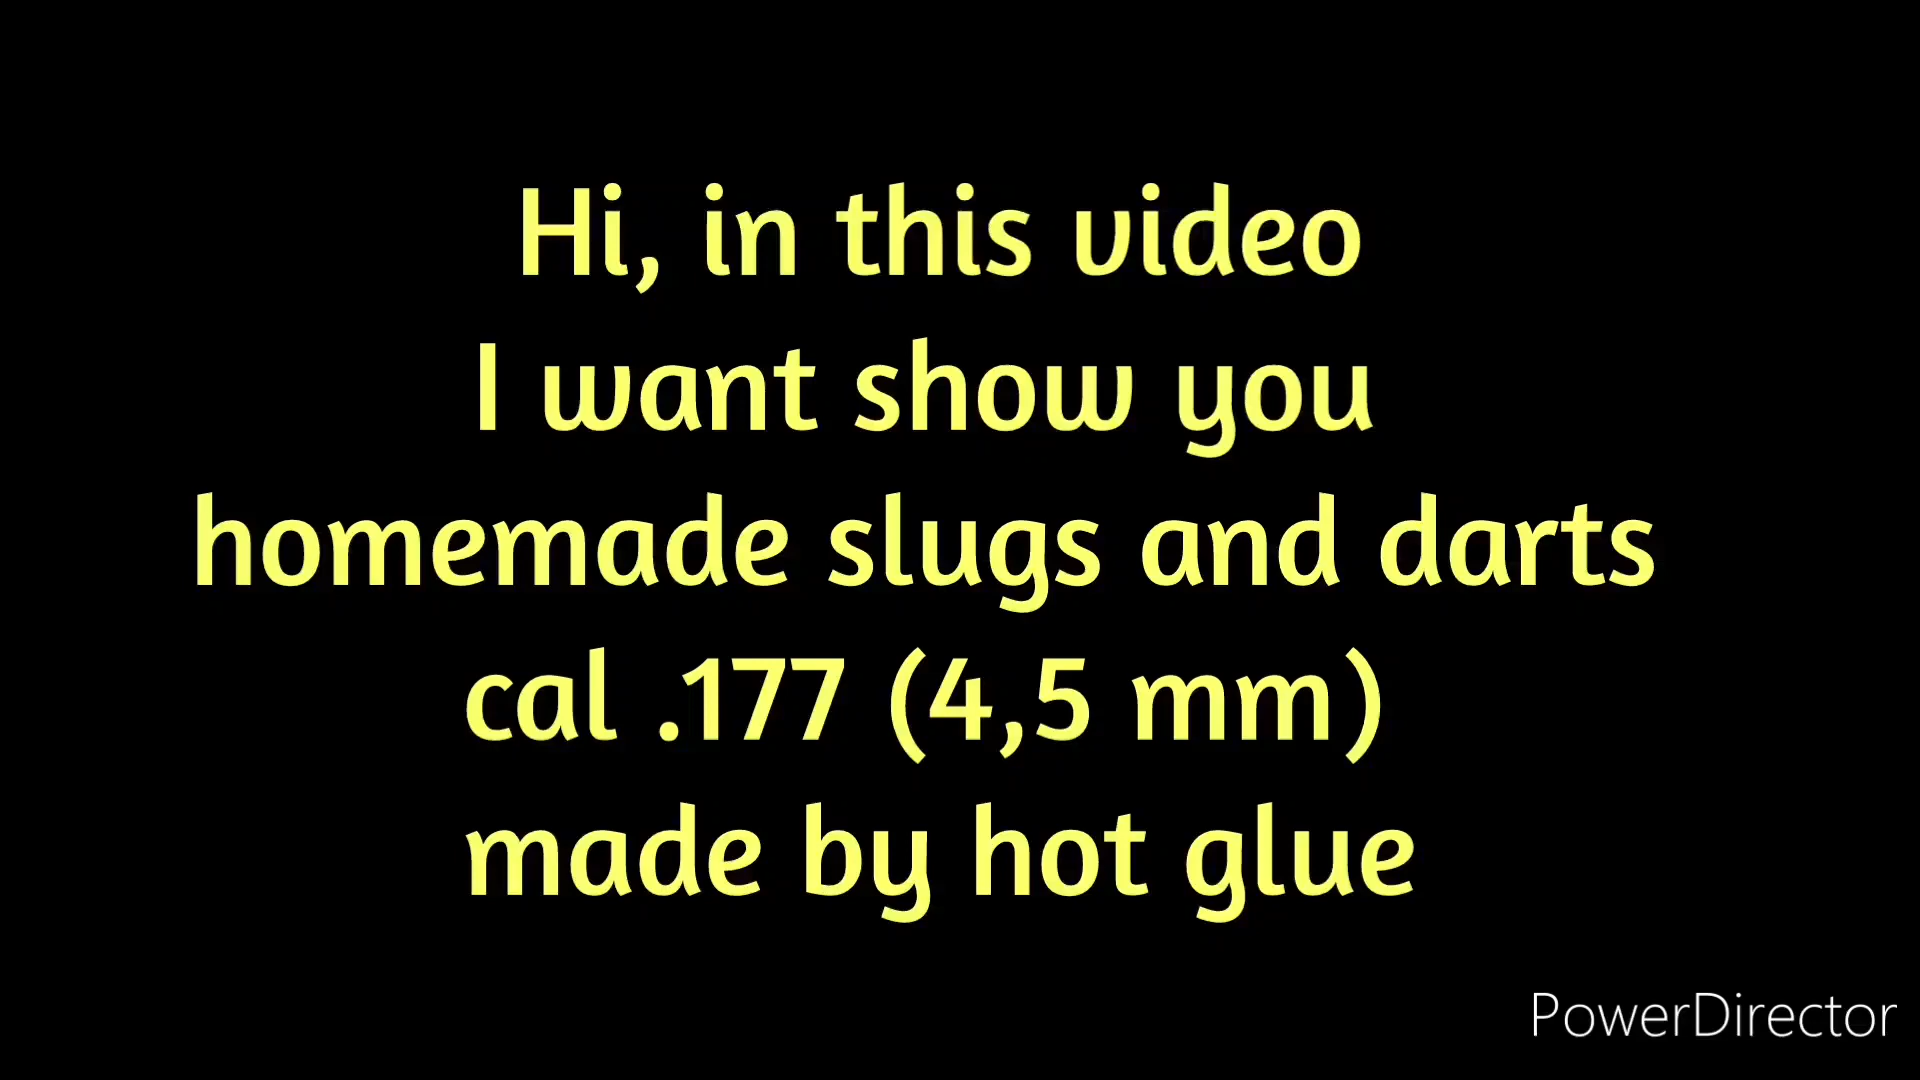 Hi, in this video
I want show you
homemade slugs and darts
cal .177 (4,5 mm)
made by hot glue
PowerDirector